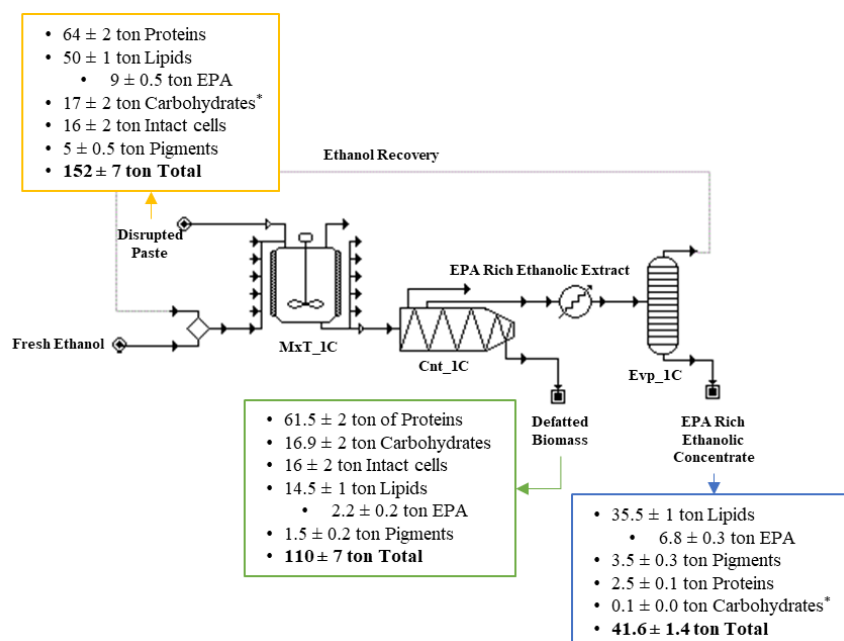 • 64 ± 2 ton Proteins
• 50 ± 1 ton Lipids
• 9 ± 0.5 ton EPA
• 17 ± 2 ton Carbohydrates*
• 16 ± 2 ton Intact cells
• 5 ± 0.5 ton Pigments
• 152 ± 7 ton Total
Ethanol Recovery
Disrupted
Paste
EPA Rich Ethanolic Extract
Fresh Ethanol
MxT_1C
Cnt_1C
Evp_1C
Defatted
Biomass
EPA Rich
Ethanolic
Concentrate
• 61.5 ± 2 ton of Proteins
• 16.9 ± 2 ton Carbohydrates
• 16 ± 2 ton Intact cells
• 14.5 ± 1 ton Lipids
• 2.2 ± 0.2 ton EPA
• 1.5 ± 0.2 ton Pigments
• 110 ± 7 ton Total
• 35.5 ± 1 ton Lipids
• 6.8 ± 0.3 ton EPA
• 3.5 ± 0.3 ton Pigments
• 2.5 ± 0.1 ton Proteins
• 0.1 ± 0.0 ton Carbohydrates*
• 41.6 ± 1.4 ton Total